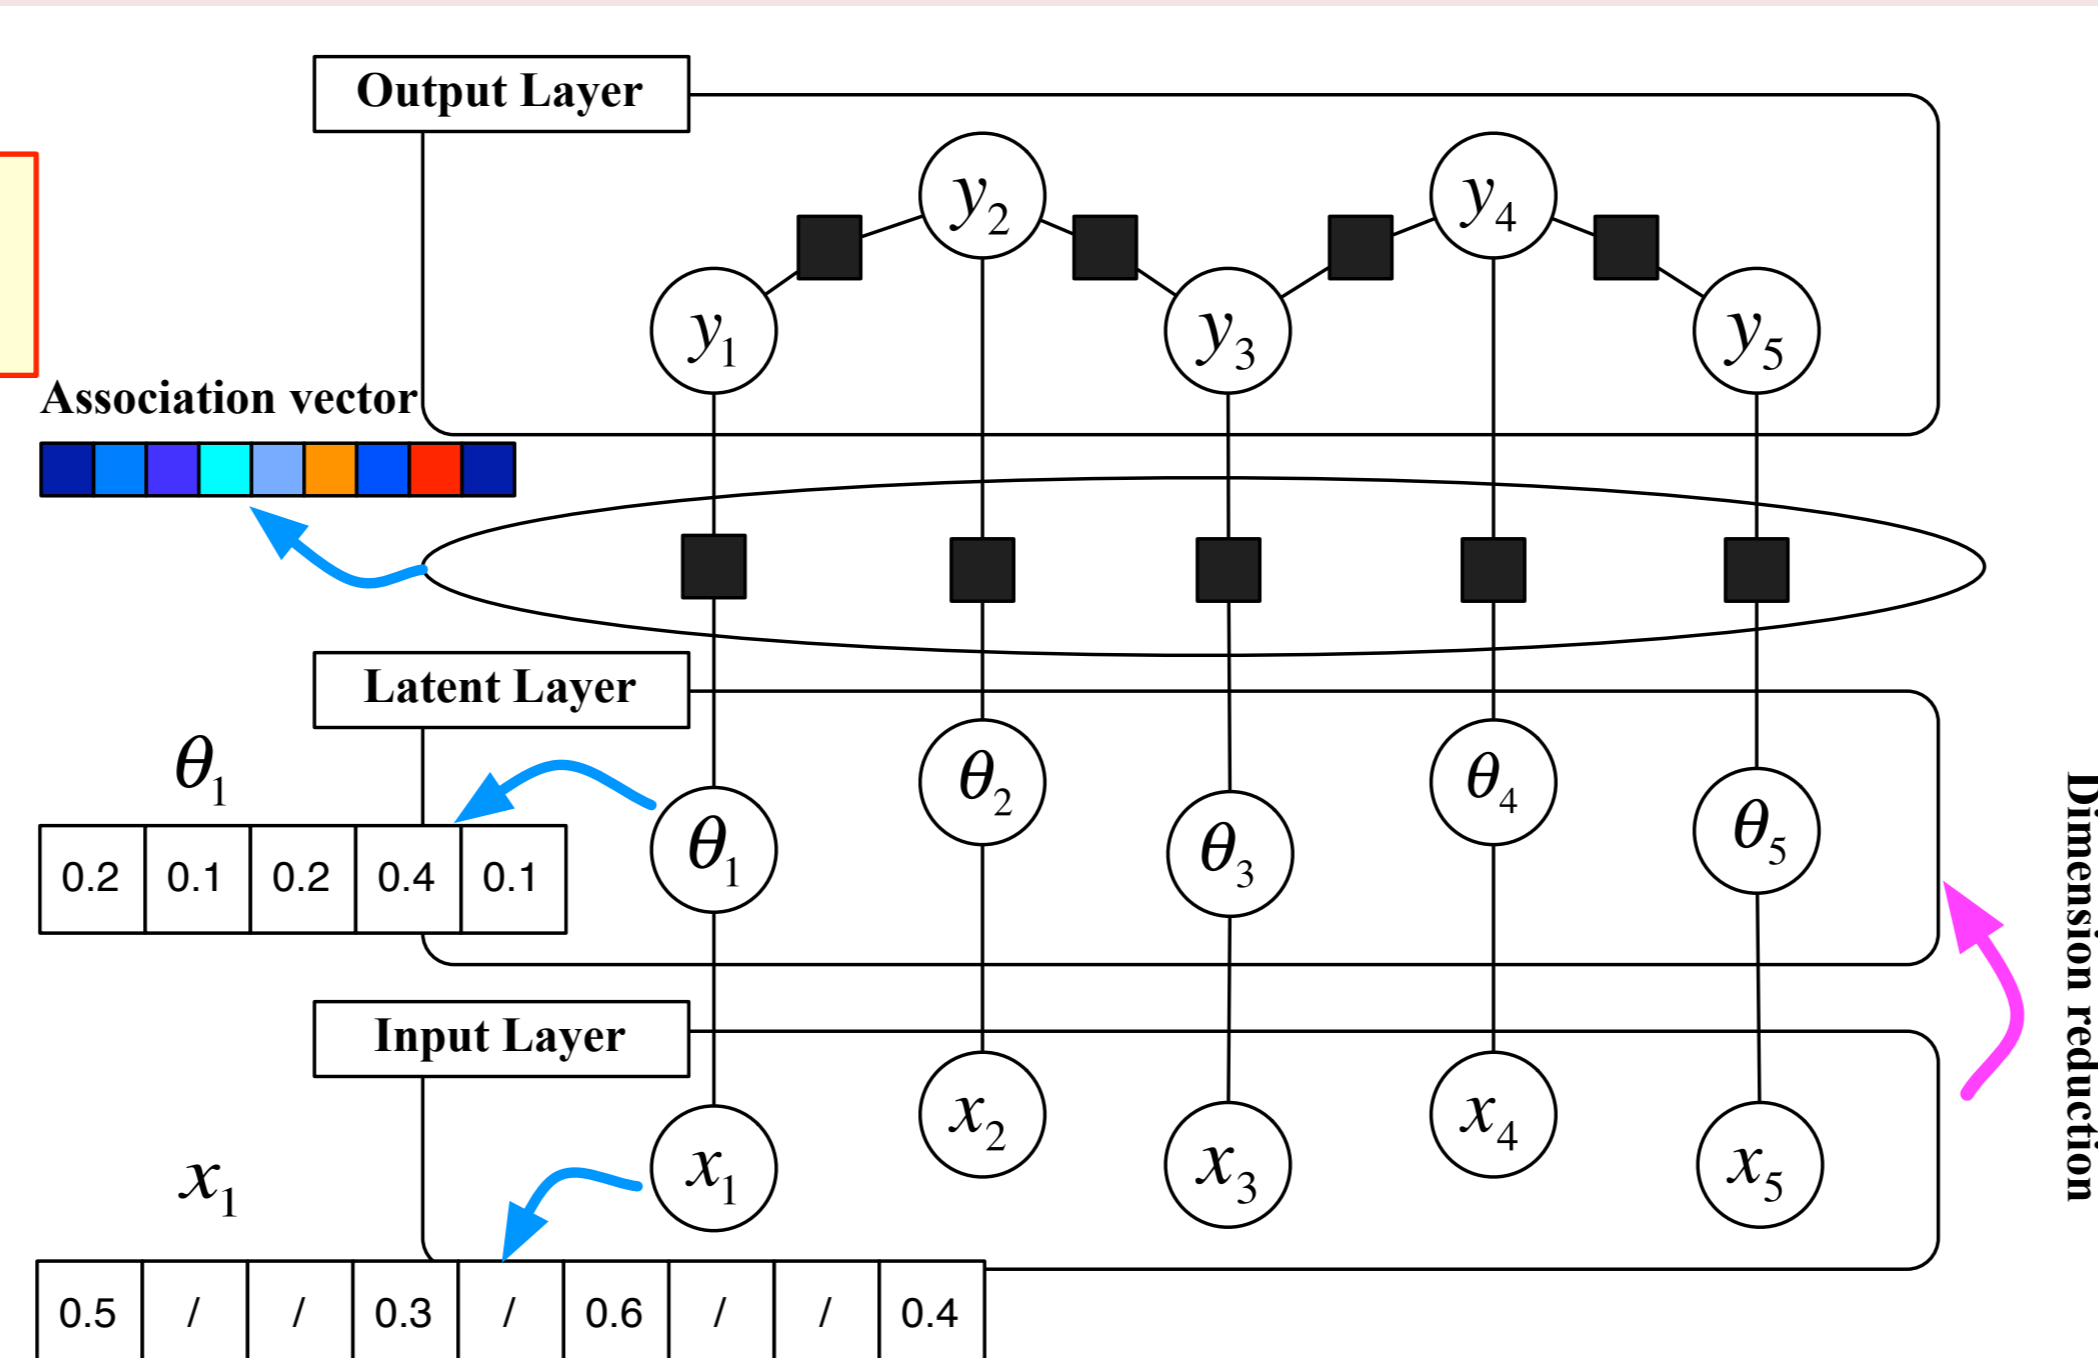 Output Layer
y2 y4
y1 y3 y5
Association vector
Latent Layer
θ1
θ1 θ2 θ3 θ4 θ5
0.2 0.1 0.2 0.4 0.1
Dimension reduction
Input Layer
x1
x1 x2 x3 x4 x5
0.5 / / 0.3 / 0.6 / / 0.4